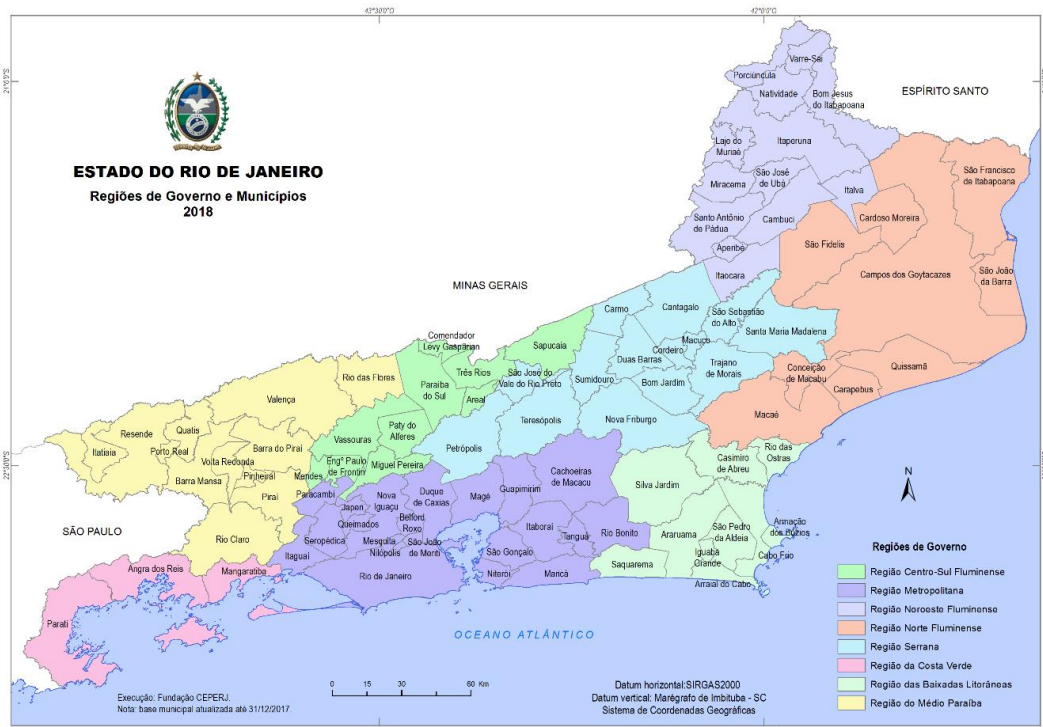 43°30'0"O
42°0'0"O
ESTADO DO RIO DE JANEIRO
Regiões de Governo e Municípios
2018
MINAS GERAIS
ESPÍRITO SANTO
SÃO PAULO
OCEANO ATLÂNTICO
Varre-Sai
Porciúncula
Natividade
Bom Jesus
do Itabapoana
Laje do
Muriaé
Itaperuna
Miracema
São José
de Ubá
Italva
Santo Antônio
de Pádua
Cambuci
Aperibé
Itaocara
São Francisco
de Itabapoana
Cardoso Moreira
São Fidelis
Campos dos Goytacazes
São João
da Barra
Quissamã
Conceição
de Macabu
Carapebus
Macaé
Carmo
Cantagalo
São Sebastião
do Alto
Santa Maria Madalena
Macuco
Cordeiro
Duas Barras
Trajano
de Morais
Sumidouro
Bom Jardim
Nova Friburgo
São José do
Vale do Rio Preto
Teresópolis
Petrópolis
Comendador
Levy Gasparian
Sapucaia
Três Rios
Paraíba
do Sul
Areal
Paty do
Alferes
Vassouras
Engº Paulo
de Frontin
Miguel Pereira
Mendes
Rio das Flores
Valença
Resende
Quatis
Itatiaia
Porto Real
Barra do Piraí
Volta Redonda
Barra Mansa
Pinheiral
Piraí
Rio Claro
Angra dos Reis
Mangaratiba
Parati
Paracambi
Japeri
Nova
Iguaçu
Duque
de Caxias
Magé
Guapimirim
Cachoeiras
de Macacu
Queimados
Belford
Roxo
Seropédica
Mesquita
Nilópolis
São João
de Meriti
Itaguaí
Rio de Janeiro
Itaboraí
Tanguá
Rio Bonito
São Gonçalo
Niterói
Maricá
Silva Jardim
Casimiro
de Abreu
Rio das
Ostras
Araruama
São Pedro
da Aldeia
Armação
dos Búzios
Iguaba
Grande
Cabo Frio
Saquarema
Arraial do Cabo
N
Regiões de Governo
Região Centro-Sul Fluminense
Região Metropolitana
Região Noroeste Fluminense
Região Norte Fluminense
Região Serrana
Região da Costa Verde
Região das Baixadas Litorâneas
Região do Médio Paraíba
Execução: Fundação CEPERJ.
Nota: base municipal atualizada até 31/12/2017.
0 15 30 60 Km
Datum horizontal:SIRGAS2000
Datum vertical: Marégrafo de Imbituba - SC
Sistema de Coordenadas Geográficas